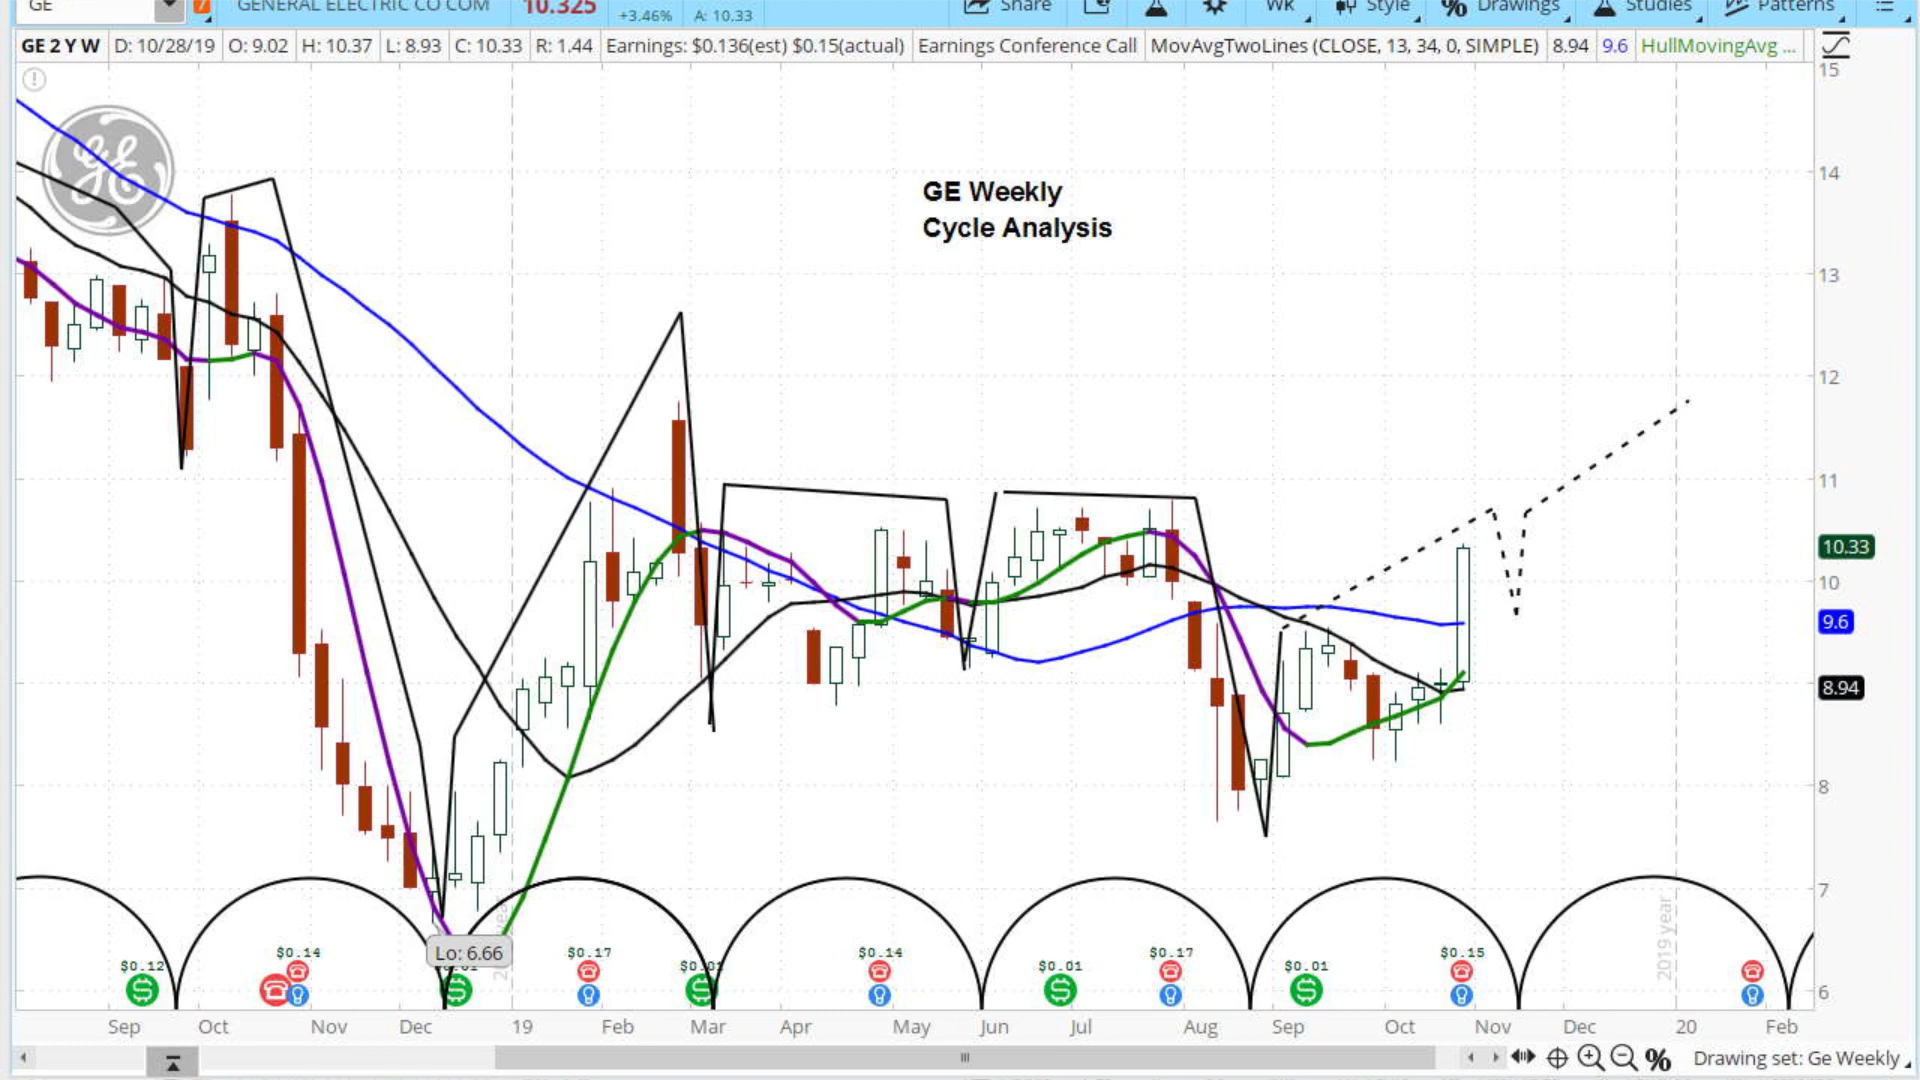 GE GENERAL ELECTRIC CO COM 10.325 +3.46% A: 10.33 Share Wk Style % Drawings Studies Patterns
GE 2 Y W D: 10/28/19 O: 9.02 H: 10.37 L: 8.93 C: 10.33 R: 1.44 Earnings: $0.136(est) $0.15(actual) Earnings Conference Call MovAvgTwoLines (CLOSE, 13, 34, 0, SIMPLE) 8.94 9.6 HullMovingAvg ...
15
GE
14
GE Weekly
Cycle Analysis
13
12
11
10.33
10
9.6
8.94
8
7
Lo: 6.66
2019 year
$0.12 $0.14 $0.17 $0.01 $0.14 $0.01 $0.17 $0.01 $0.15
6
Sep Oct Nov Dec 19 Feb Mar Apr May Jun Jul Aug Sep Oct Nov Dec 20 Feb
% Drawing set: Ge Weekly